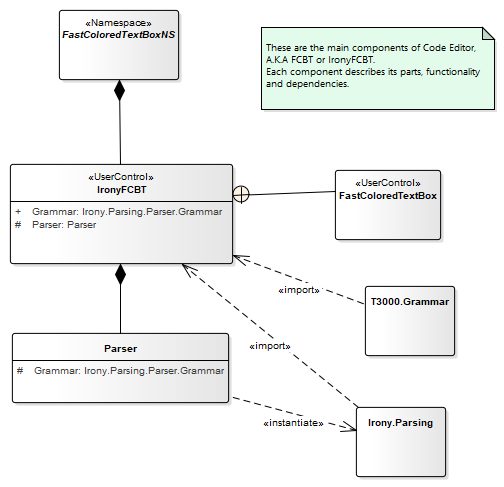 «Namespace»
FastColoredTextBoxNS
These are the main components of Code Editor,
A.K.A FCBT or IronyFCBT.
Each component describes its parts, functionality
and dependencies.
«UserControl»
IronyFCBT
+ Grammar: Irony.Parsing.Parser.Grammar
# Parser: Parser
«UserControl»
FastColoredTextBox
«import»
T3000.Grammar
«import»
Parser
# Grammar: Irony.Parsing.Parser.Grammar
«instantiate»
Irony.Parsing